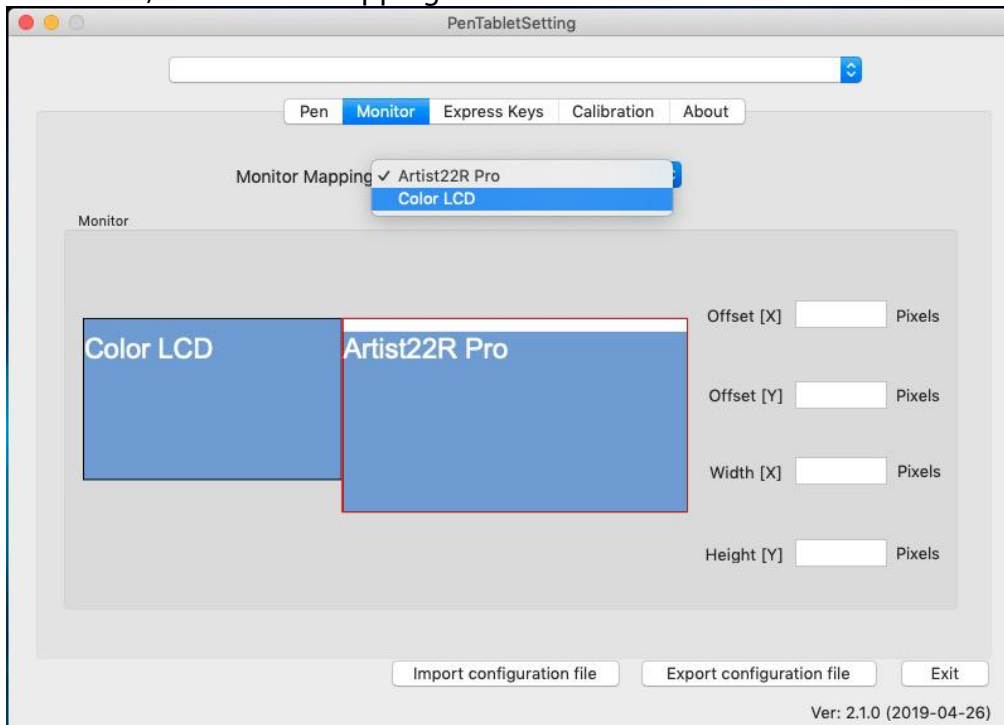 PenTabletSetting
Pen Monitor Express Keys Calibration About
Monitor Mapping ✓ Artist22R Pro
Color LCD
Monitor
Color LCD
Artist22R Pro
Offset [X] Pixels
Offset [Y] Pixels
Width [X] Pixels
Height [Y] Pixels
Import configuration file Export configuration file Exit
Ver: 2.1.0 (2019-04-26)